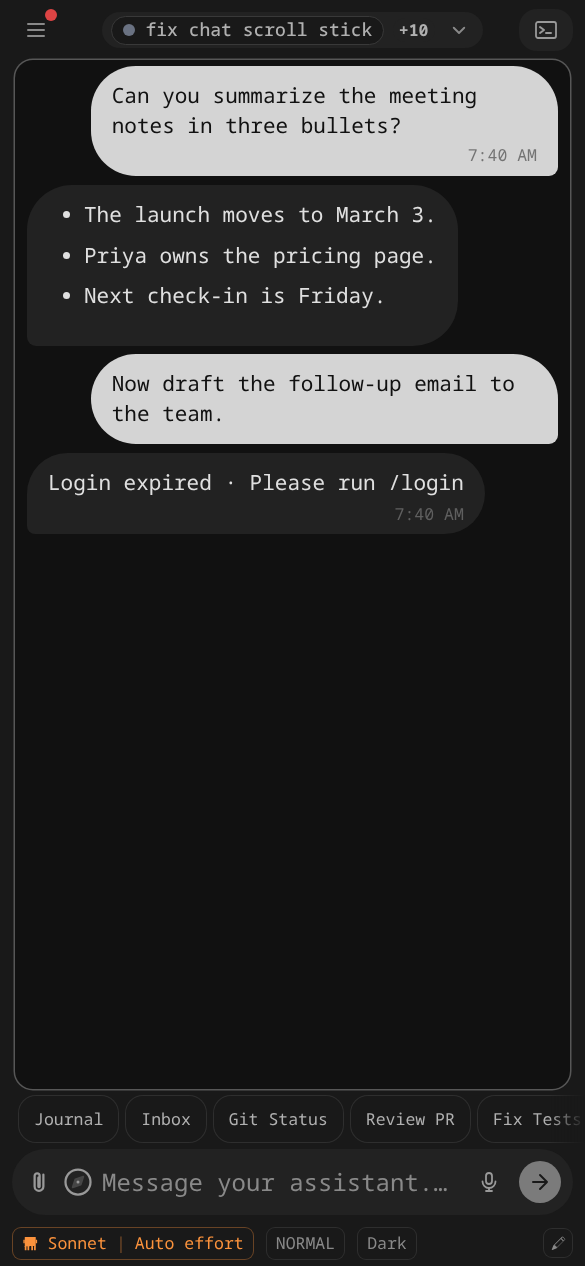 fix chat scroll stick +10
Can you summarize the meeting
notes in three bullets?
7:40 AM
• The launch moves to March 3.
• Priya owns the pricing page.
• Next check-in is Friday.
Now draft the follow-up email to
the team.
Login expired · Please run /login
7:40 AM
Journal Inbox Git Status Review PR Fix Tests
Message your assistant.…
Sonnet | Auto effort NORMAL Dark